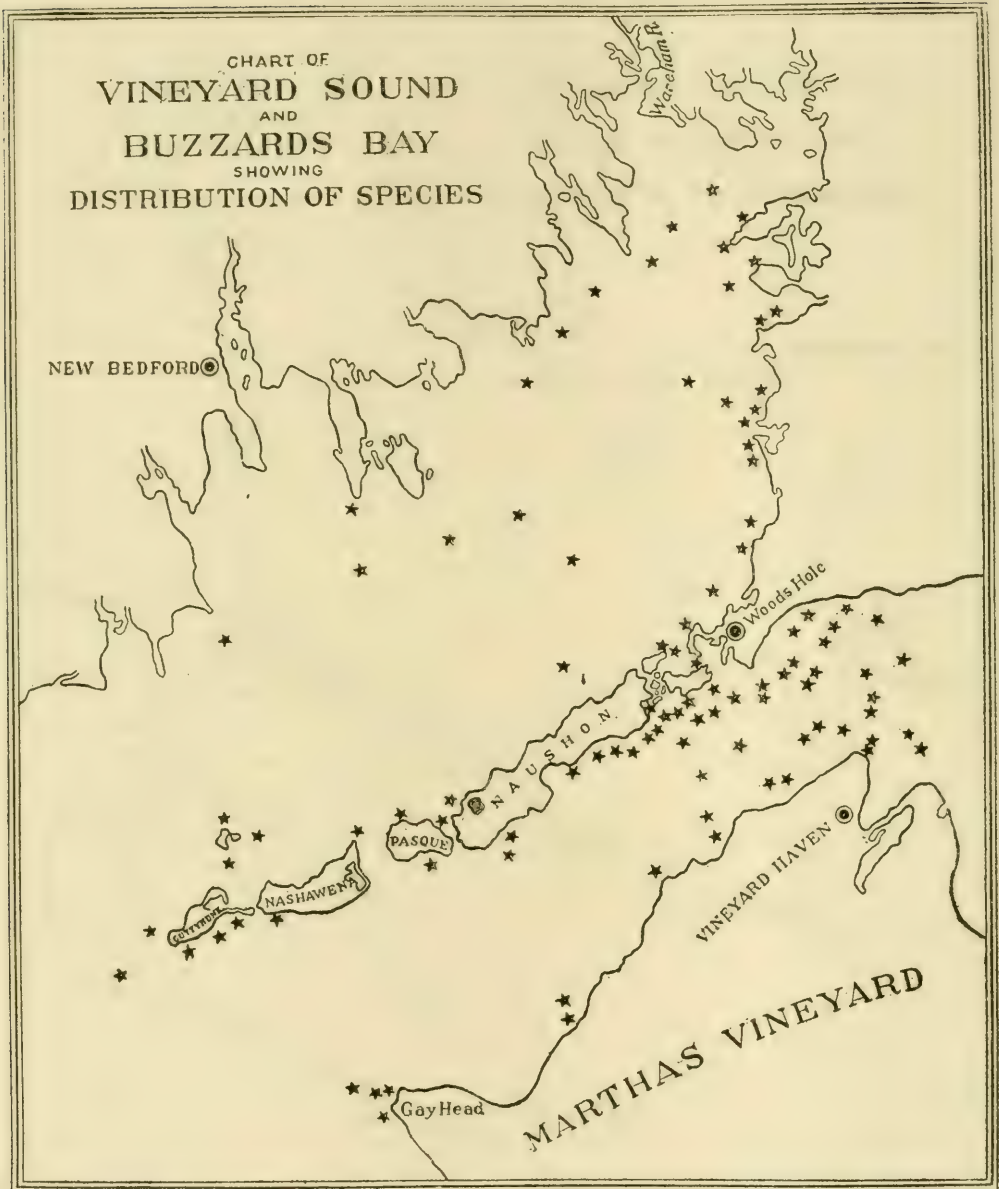 CHART OF
VINEYARD SOUND
AND
BUZZARDS BAY
SHOWING
DISTRIBUTION OF SPECIES
Wareham R.
NEW BEDFORD
Woods Hole
NAUSHON
PASQUE
NASHAWENA
CUTTYHUNK
VINEYARD HAVEN
MARTHAS VINEYARD
Gay Head